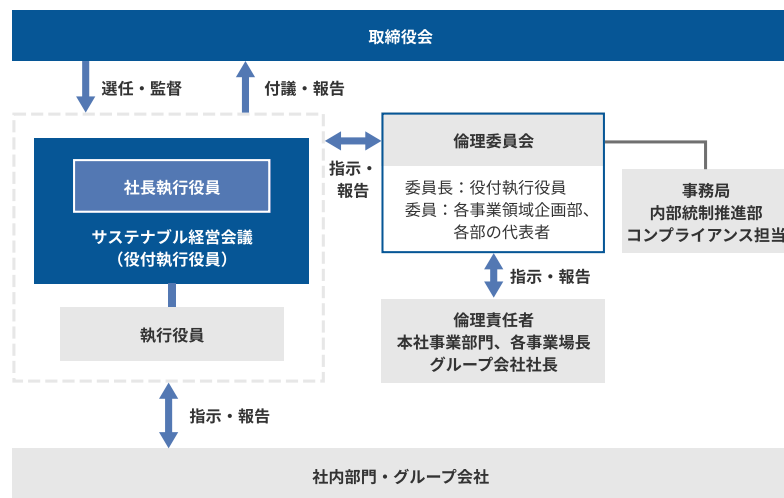 取締役会
選任・監督
付議・報告
社長執行役員
サステナブル経営会議
（役付執行役員）
執行役員
指示・
報告
倫理委員会
委員長：役付執行役員
委員：各事業領域企画部、
各部の代表者
事務局
内部統制推進部
コンプライアンス担当
指示・報告
倫理責任者
本社事業部門、各事業場長
グループ会社社長
指示・報告
社内部門・グループ会社